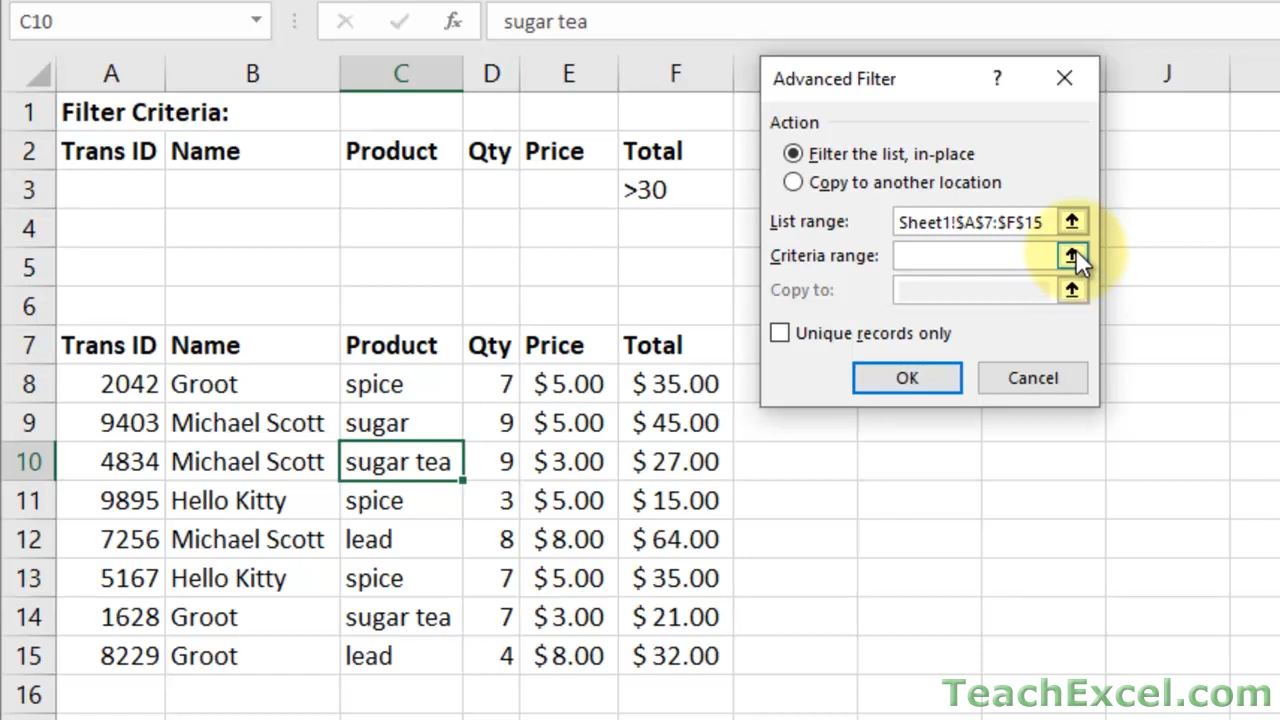 C10 fx sugar tea
A B C D E F J
1 Filter Criteria:
2 Trans ID Name Product Qty Price Total
3 >30
4
5
6
7 Trans ID Name Product Qty Price Total
8 2042 Groot spice 7 $5.00 $35.00
9 9403 Michael Scott sugar 9 $5.00 $45.00
10 4834 Michael Scott sugar tea 9 $3.00 $27.00
11 9895 Hello Kitty spice 3 $5.00 $15.00
12 7256 Michael Scott lead 8 $8.00 $64.00
13 5167 Hello Kitty spice 7 $5.00 $35.00
14 1628 Groot sugar tea 7 $3.00 $21.00
15 8229 Groot lead 4 $8.00 $32.00
16
Advanced Filter ?
Action
Filter the list, in-place
Copy to another location
List range: Sheet1!$A$7:$F$15
Criteria range:
Copy to:
Unique records only
OK Cancel
TeachExcel.com